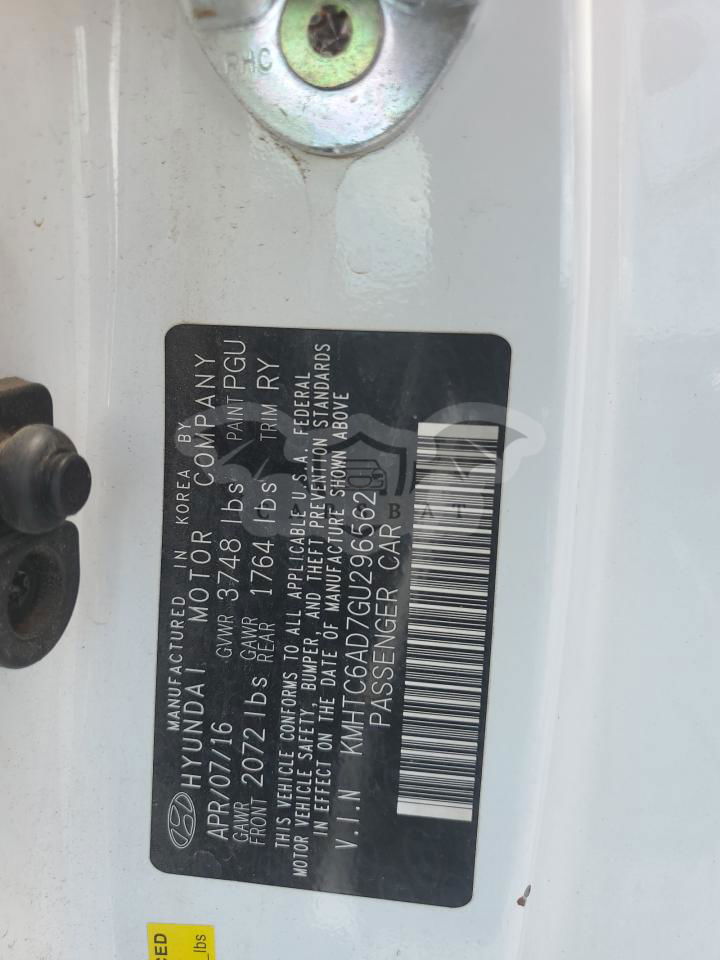 RHC
MANUFACTURED IN KOREA BY
HYUNDAI MOTOR COMPANY
APR/07/16 GVWR 3748 lbs PAINT PGU
GAWR FRONT 2072 lbs GAWR REAR 1764 lbs TRIM RY
THIS VEHICLE CONFORMS TO ALL APPLICABLE U.S.A. FEDERAL
MOTOR VEHICLE SAFETY, BUMPER, AND THEFT PREVENTION STANDARDS
IN EFFECT ON THE DATE OF MANUFACTURE SHOWN ABOVE
V.I.N KMHTC6AD7GU296562
PASSENGER CAR
lbs